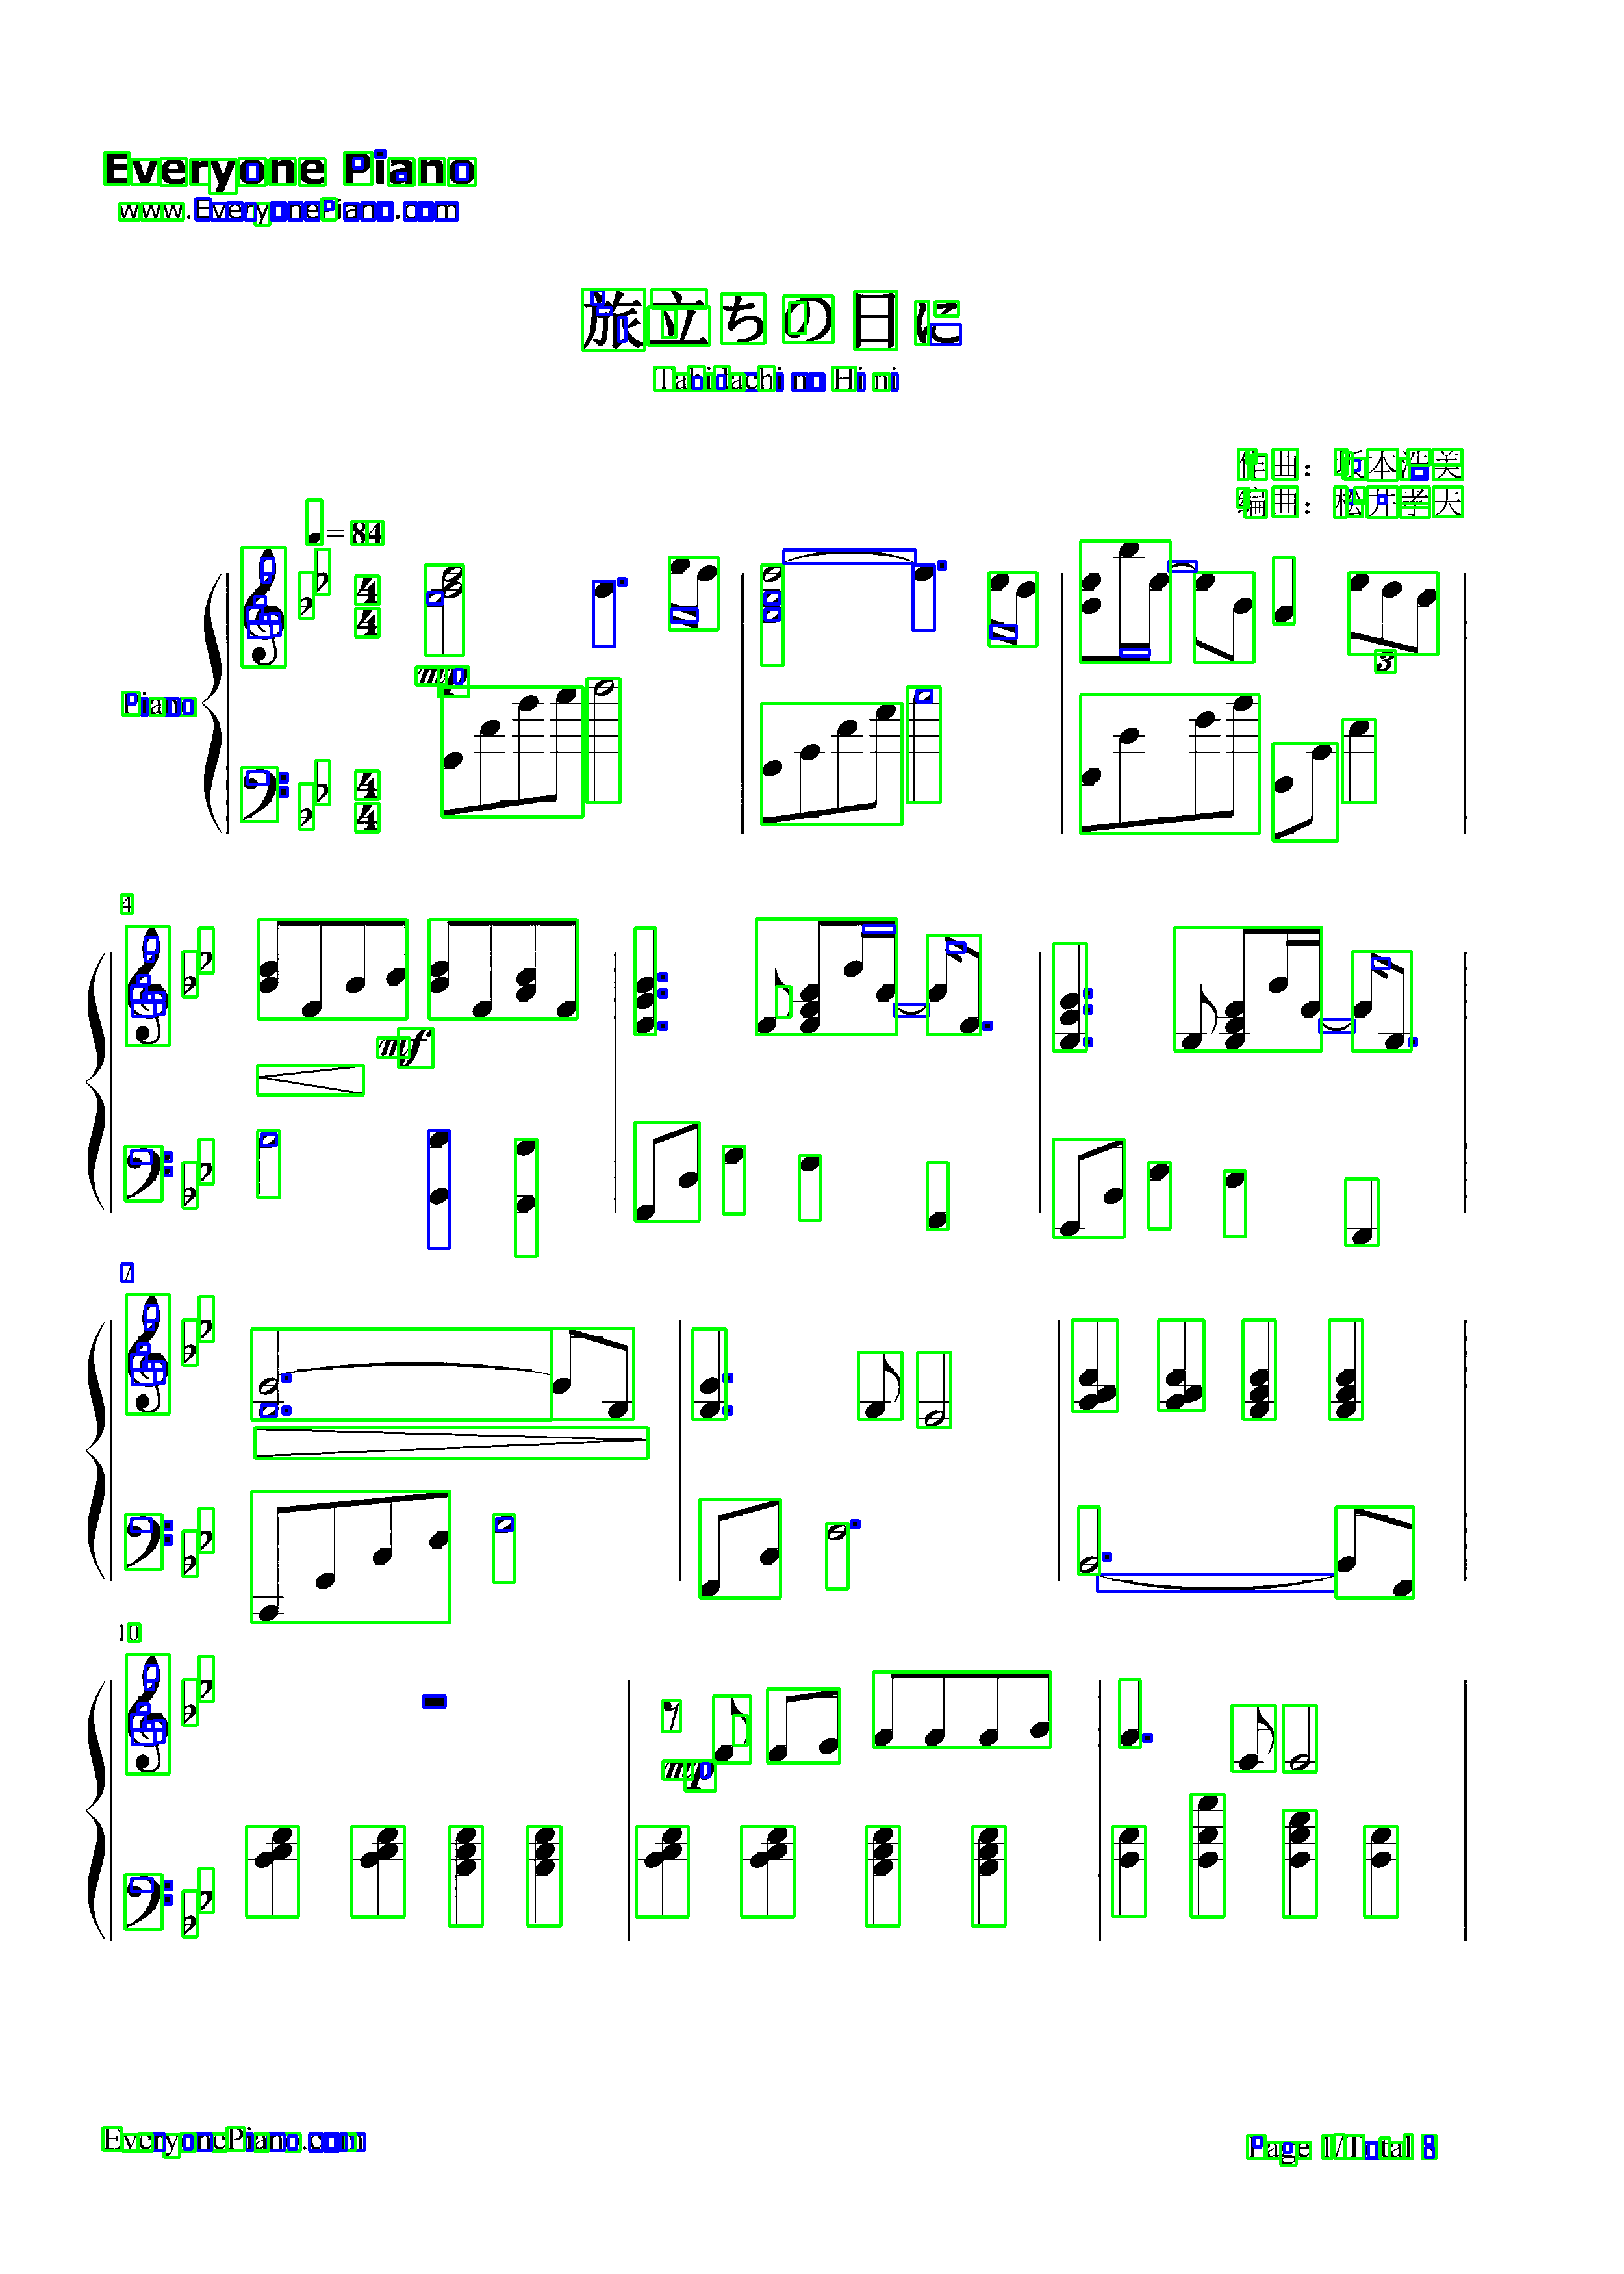 Everyone Piano
www.EveryonePiano.com
旅立ちの日に
Tabidachi no Hi ni
作曲：坂本浩美
编曲：松井孝夫
= 84
mp
3
Piano
4
mf
7
10
mp
EveryonePiano.com
Page 1/Total 8